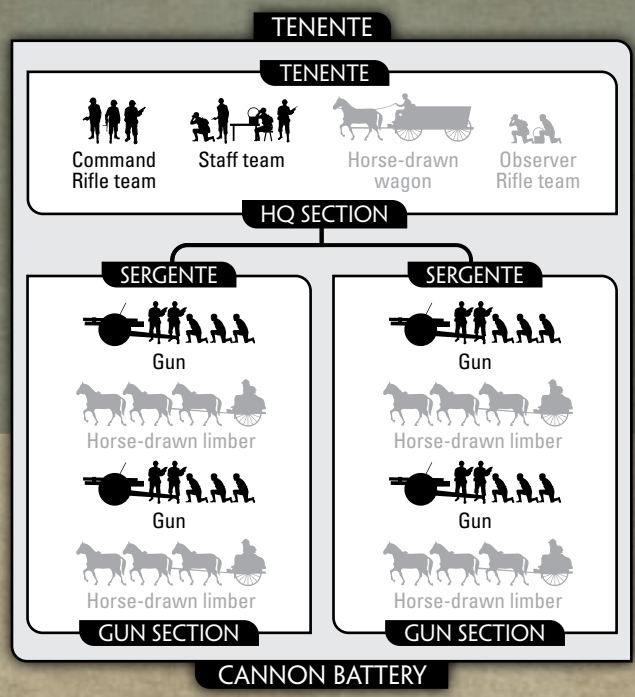 TENENTE
TENENTE
Command
Rifle team
Staff team
Horse-drawn
wagon
Observer
Rifle team
HQ SECTION
SERGENTE
Gun
Horse-drawn limber
Gun
Horse-drawn limber
GUN SECTION
SERGENTE
Gun
Horse-drawn limber
Gun
Horse-drawn limber
GUN SECTION
CANNON BATTERY